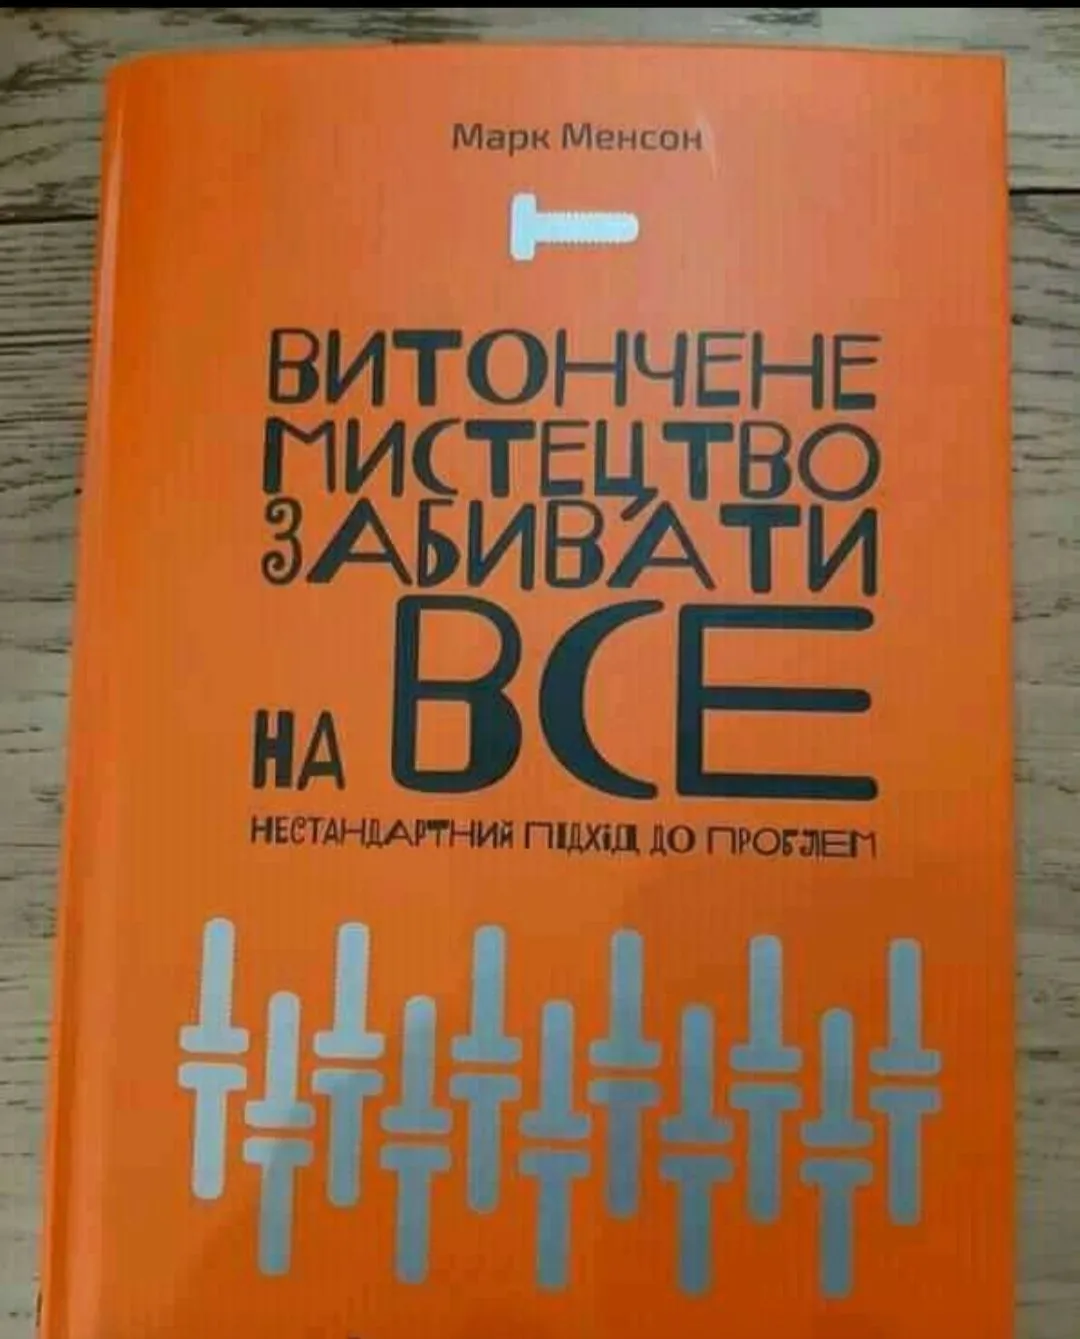 Марк Менсон
ВИТОНЧЕНЕ
МИСТЕЦТВО
ЗАБИВАТИ
НА ВСЕ
НЕСТАНДАРТНИЙ ПІДХІД ДО ПРОБЛЕМ